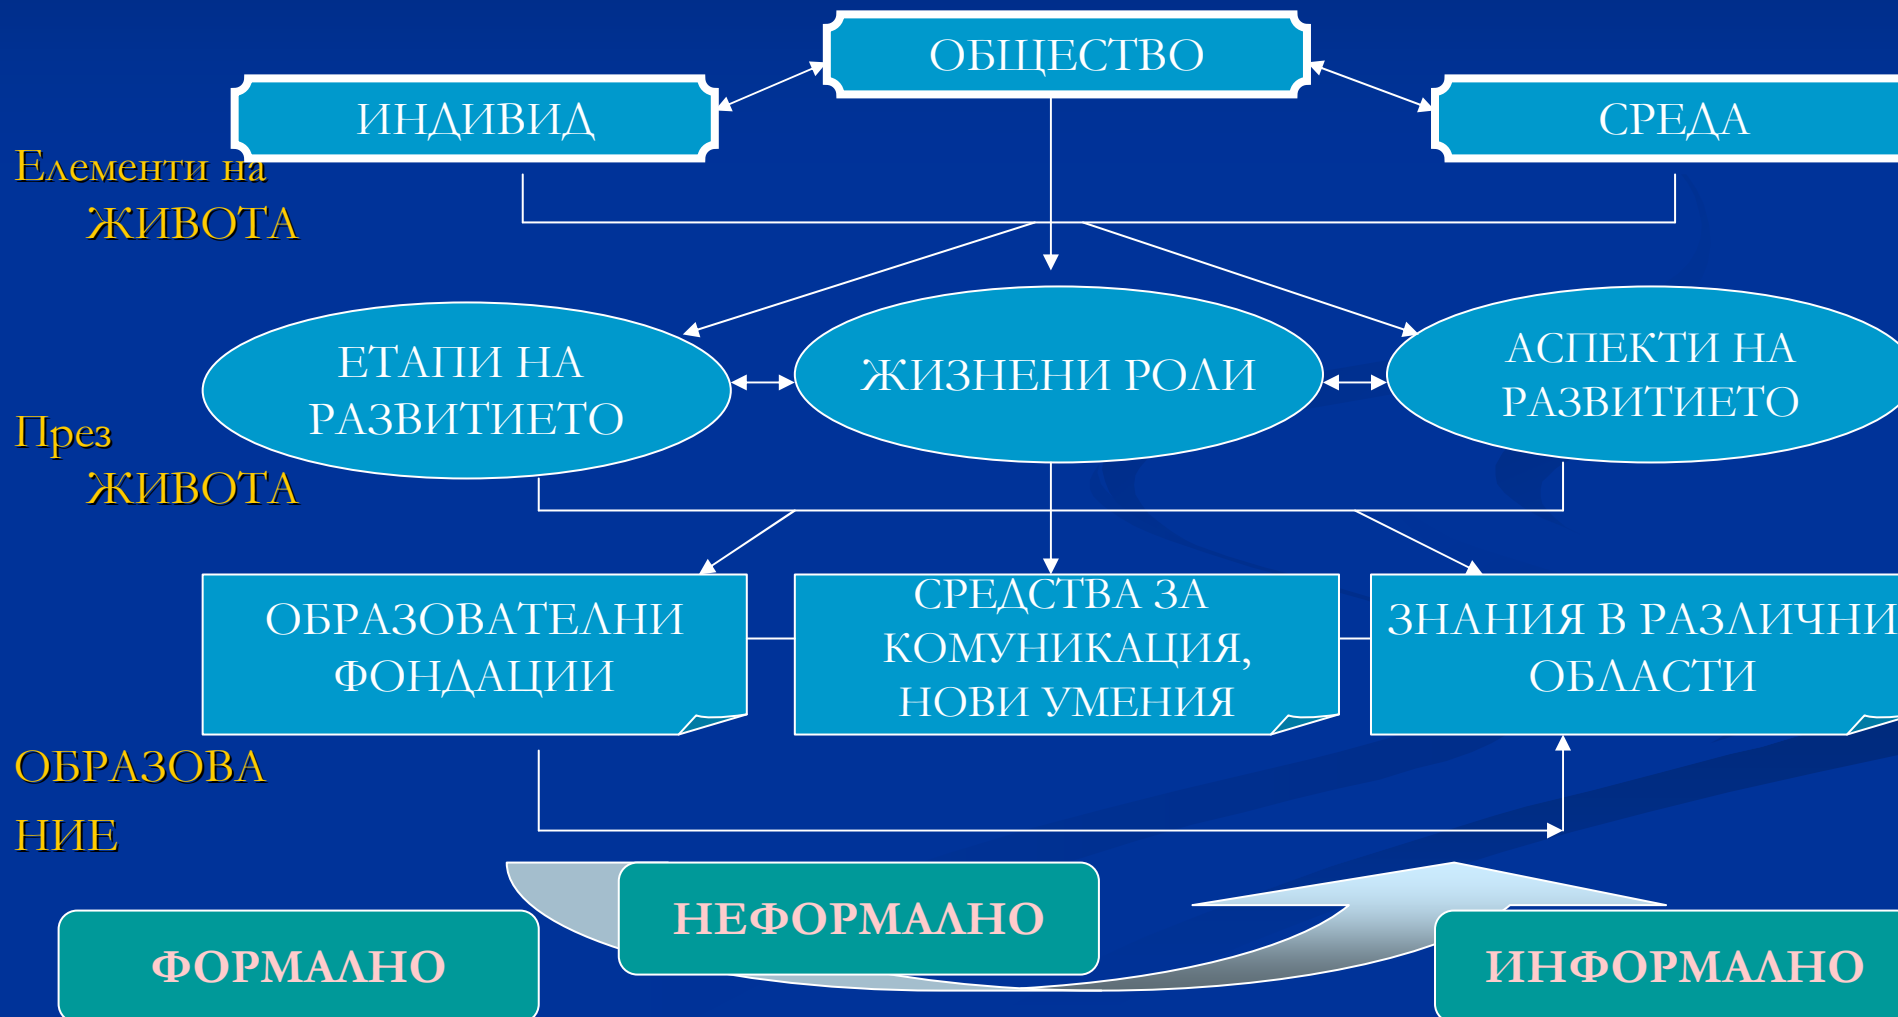 ОБЩЕСТВО
ИНДИВИД
СРЕДА
Елементи на
ЖИВОТА
ЕТАПИ НА
РАЗВИТИЕТО
ЖИЗНЕНИ РОЛИ
АСПЕКТИ НА
РАЗВИТИЕТО
През
ЖИВОТА
ОБРАЗОВАТЕЛНИ
ФОНДАЦИИ
СРЕДСТВА ЗА
КОМУНИКАЦИЯ,
НОВИ УМЕНИЯ
ЗНАНИЯ В РАЗЛИЧНИ
ОБЛАСТИ
ОБРАЗОВА
НИЕ
НЕФОРМАЛНО
ФОРМАЛНО
ИНФОРМАЛНО